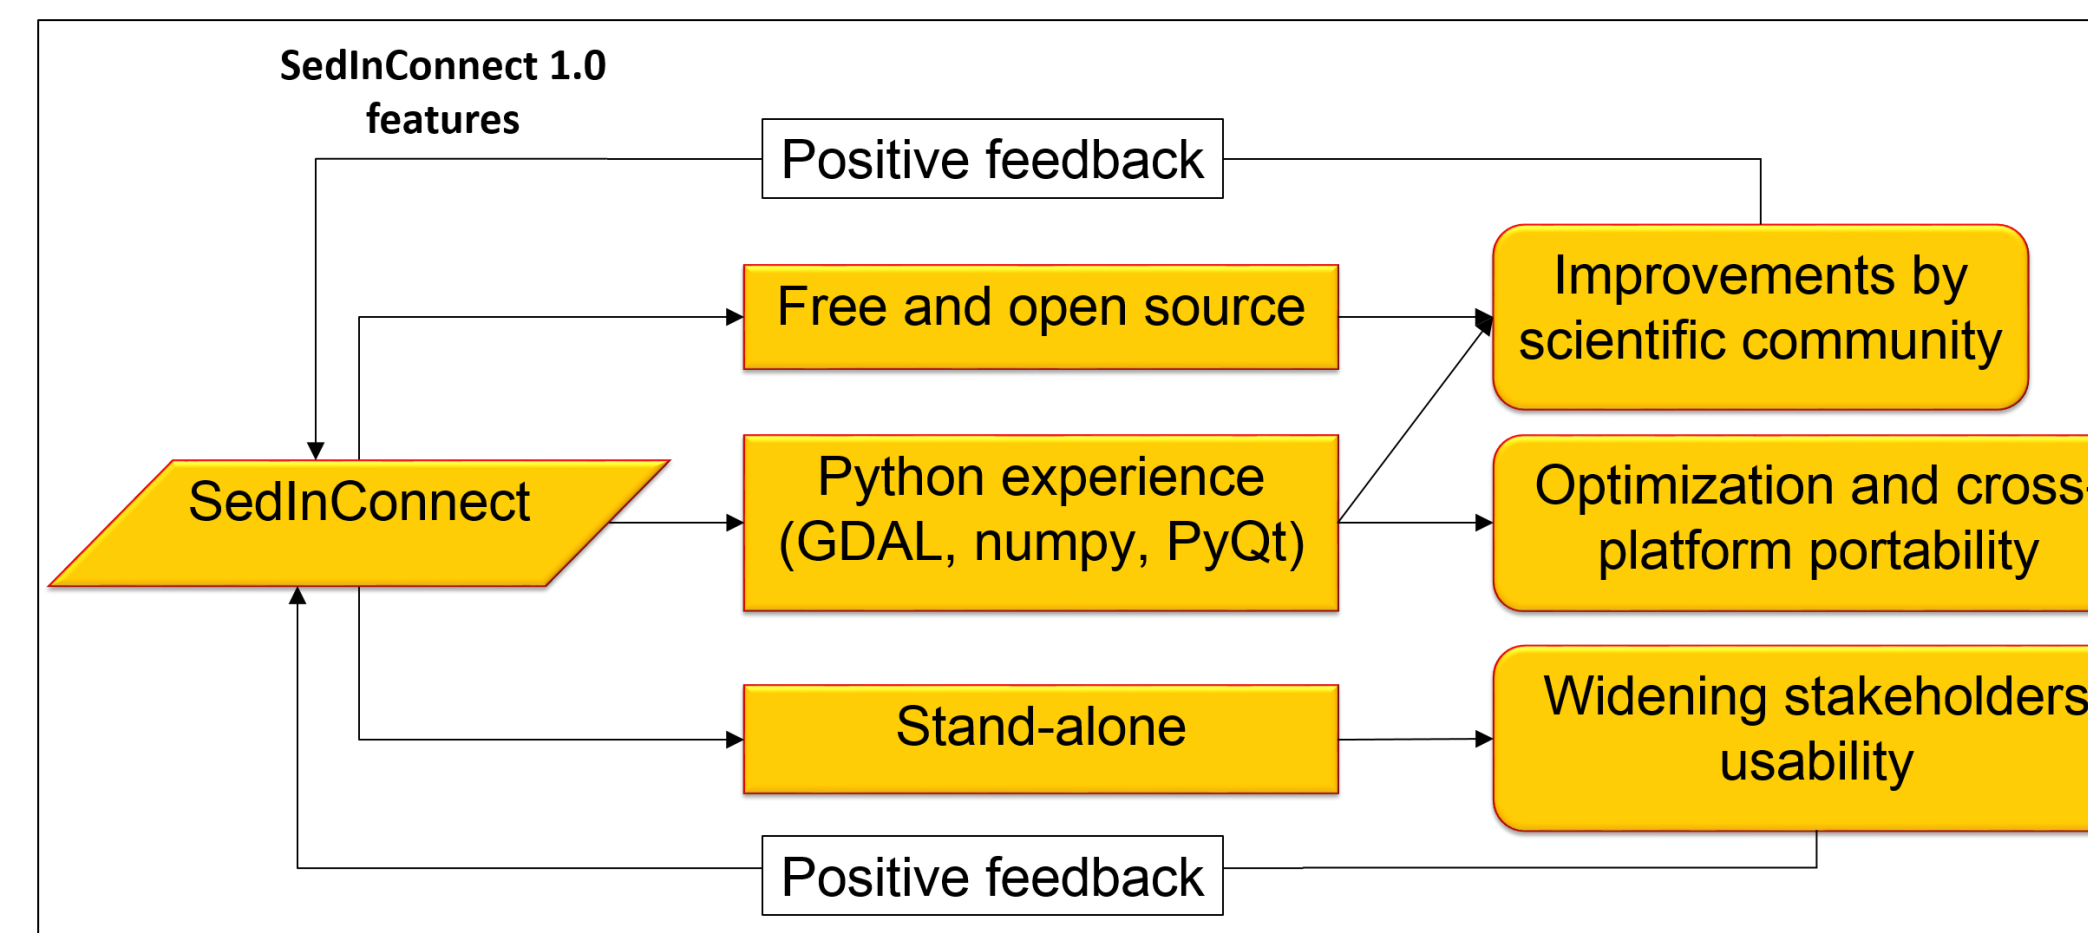 SedInConnect 1.0
features
Positive feedback
Free and open source
Improvements by
scientific community
SedInConnect
Python experience
(GDAL, numpy, PyQt)
Optimization and cross-
platform portability
Stand-alone
Widening stakeholders
usability
Positive feedback